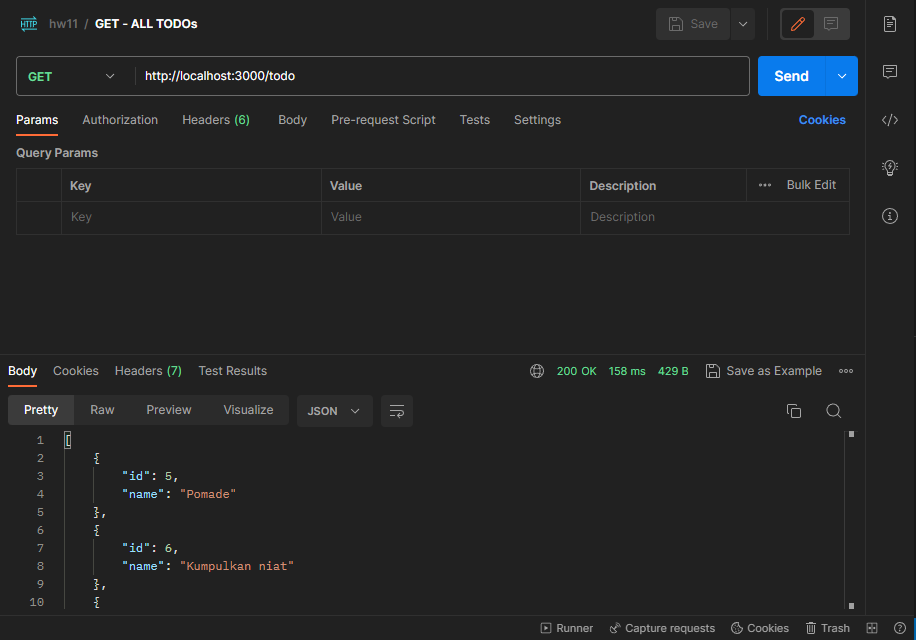 HTTP hw11 / GET - ALL TODOs Save
GET http://localhost:3000/todo Send
Params Authorization Headers (6) Body Pre-request Script Tests Settings Cookies
Query Params
Key Value Description Bulk Edit
Key Value Description
Body Cookies Headers (7) Test Results 200 OK 158 ms 429 B Save as Example
Pretty Raw Preview Visualize JSON
1 [
2 {
3 "id": 5,
4 "name": "Pomade"
5 },
6 {
7 "id": 6,
8 "name": "Kumpulkan niat"
9 },
10 {
Runner Capture requests Cookies Trash